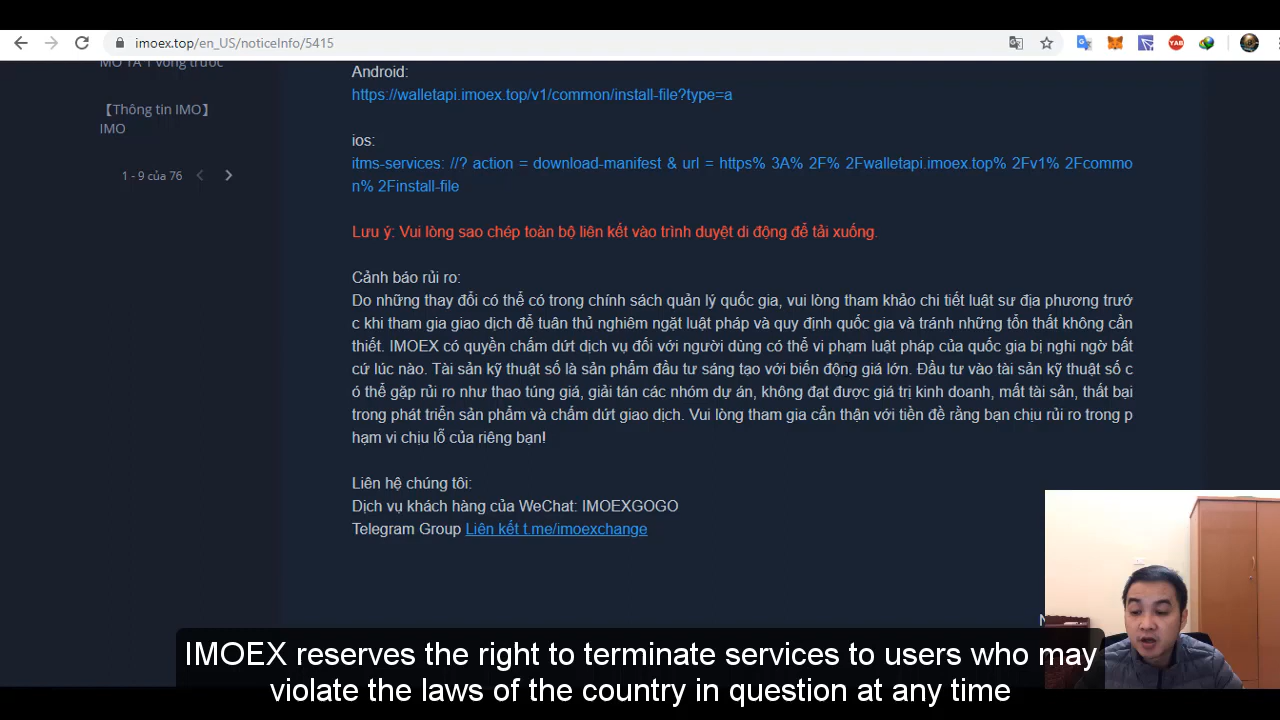 imoex.top/en_US/noticeInfo/5415
MO YA 1 vòng trước
【Thông tin IMO】
IMO
1 - 9 của 76
Android:
https://walletapi.imoex.top/v1/common/install-file?type=a
ios:
itms-services: //? action = download-manifest & url = https% 3A% 2F% 2Fwalletapi.imoex.top% 2Fv1% 2Fcommo
n% 2Finstall-file
Lưu ý: Vui lòng sao chép toàn bộ liên kết vào trình duyệt di động để tải xuống.
Cảnh báo rủi ro:
Do những thay đổi có thể có trong chính sách quản lý quốc gia, vui lòng tham khảo chi tiết luật sư địa phương trướ
c khi tham gia giao dịch để tuân thủ nghiêm ngặt luật pháp và quy định quốc gia và tránh những tổn thất không cần
thiết. IMOEX có quyền chấm dứt dịch vụ đối với người dùng có thể vi phạm luật pháp của quốc gia bị nghi ngờ bất
cứ lúc nào. Tài sản kỹ thuật số là sản phẩm đầu tư sáng tạo với biến động giá lớn. Đầu tư vào tài sản kỹ thuật số c
ó thể gặp rủi ro như thao túng giá, giải tán các nhóm dự án, không đạt được giá trị kinh doanh, mất tài sản, thất bại
trong phát triển sản phẩm và chấm dứt giao dịch. Vui lòng tham gia cẩn thận với tiền đề rằng bạn chịu rủi ro trong p
hạm vi chịu lỗ của riêng bạn!
Liên hệ chúng tôi:
Dịch vụ khách hàng của WeChat: IMOEXGOGO
Telegram Group Liên kết t.me/imoexchange
IMOEX reserves the right to terminate services to users who may
violate the laws of the country in question at any time